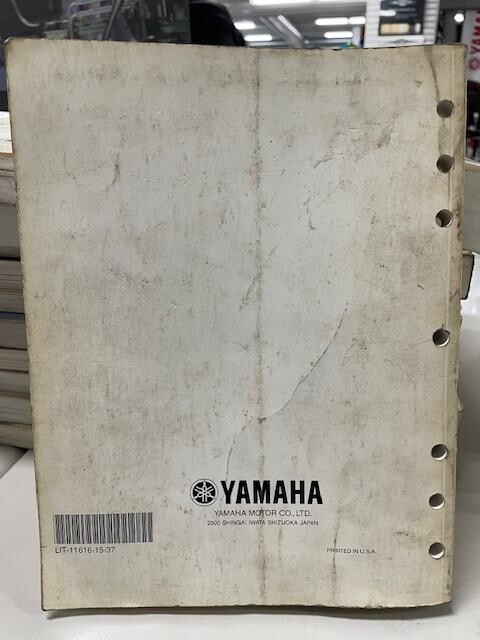 YAMAHA
YAMAHA MOTOR CO., LTD.
2500 SHINGAI IWATA SHIZUOKA JAPAN
LIT-11616-15-37
PRINTED IN U.S.A.